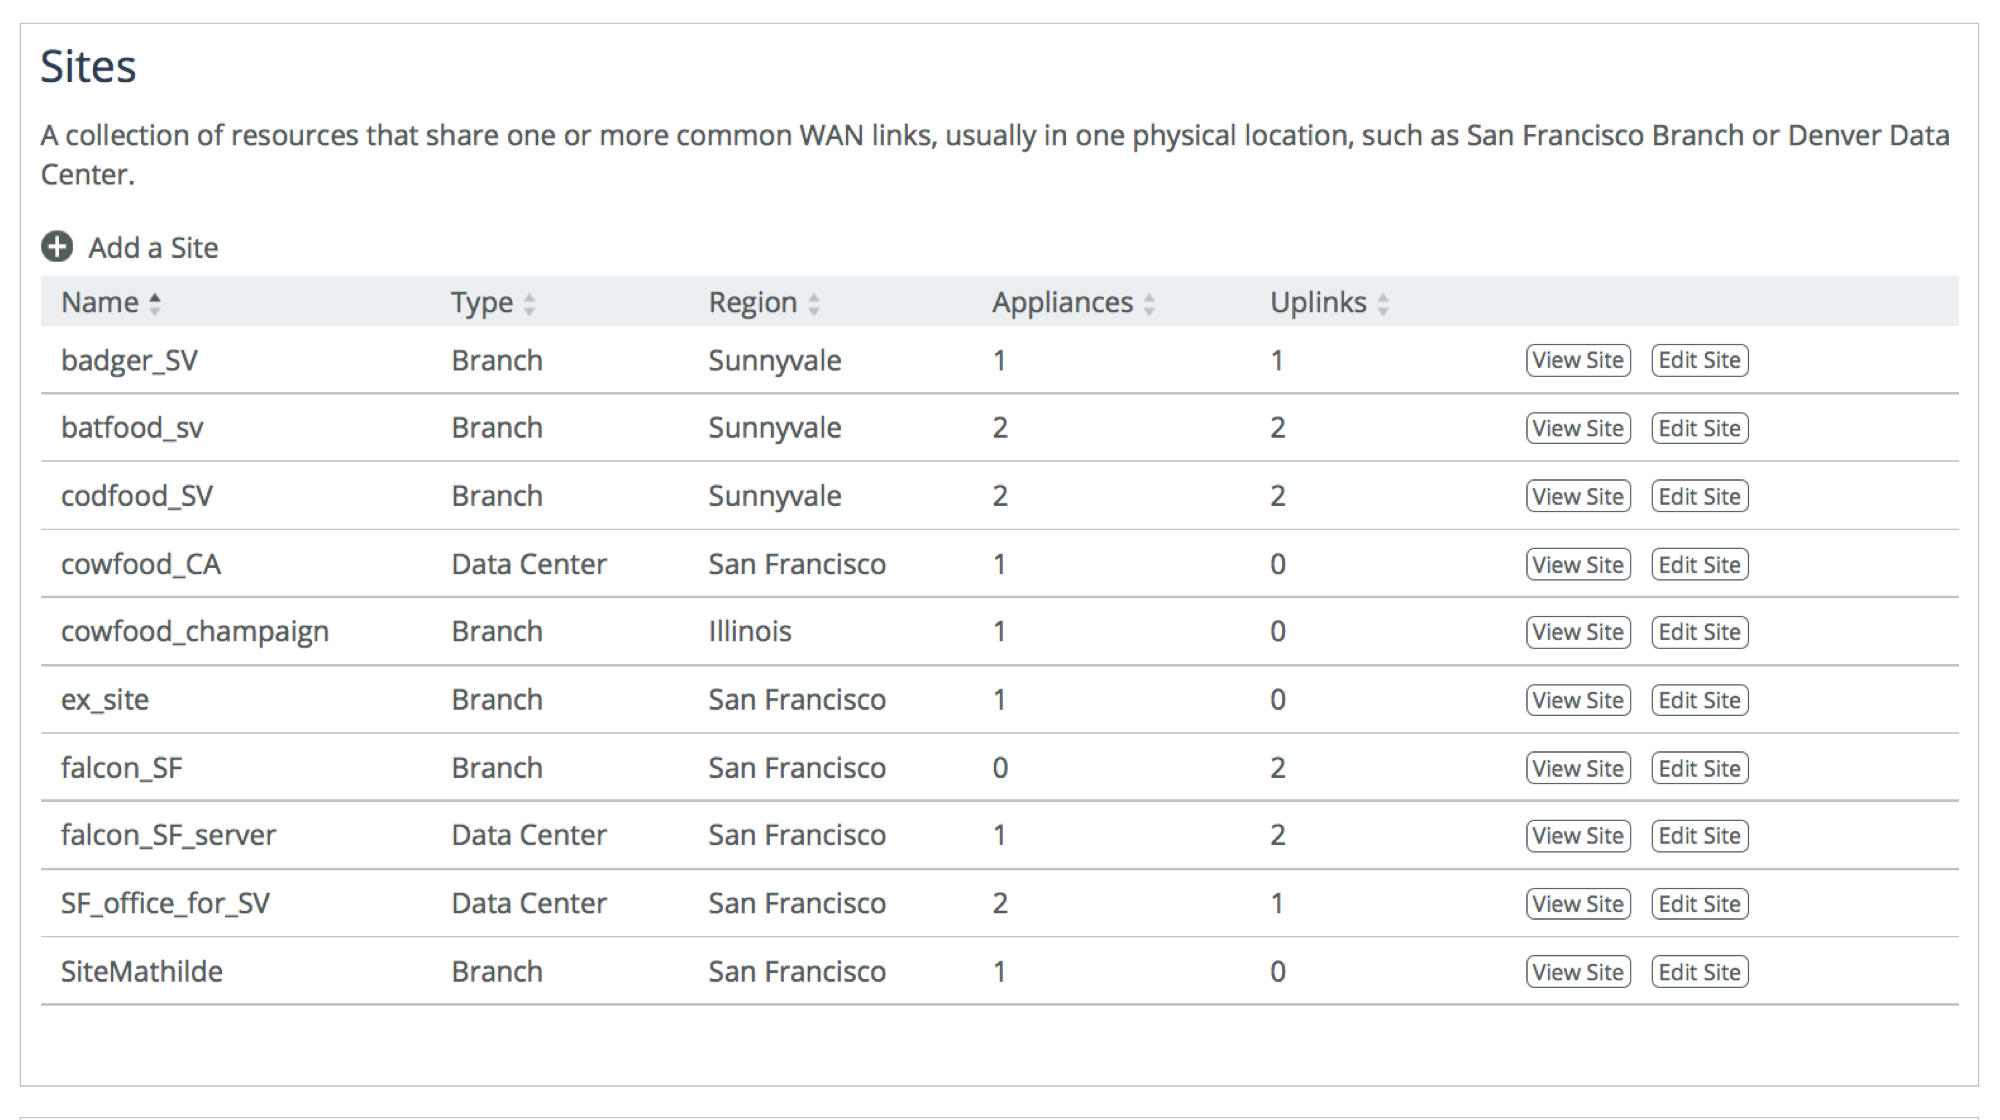 Sites
A collection of resources that share one or more common WAN links, usually in one physical location, such as San Francisco Branch or Denver Data
Center.
Add a Site
Name Type Region Appliances Uplinks
badger_SV Branch Sunnyvale 1 1 View Site Edit Site
batfood_sv Branch Sunnyvale 2 2 View Site Edit Site
codfood_SV Branch Sunnyvale 2 2 View Site Edit Site
cowfood_CA Data Center San Francisco 1 0 View Site Edit Site
cowfood_champaign Branch Illinois 1 0 View Site Edit Site
ex_site Branch San Francisco 1 0 View Site Edit Site
falcon_SF Branch San Francisco 0 2 View Site Edit Site
falcon_SF_server Data Center San Francisco 1 2 View Site Edit Site
SF_office_for_SV Data Center San Francisco 2 1 View Site Edit Site
SiteMathilde Branch San Francisco 1 0 View Site Edit Site